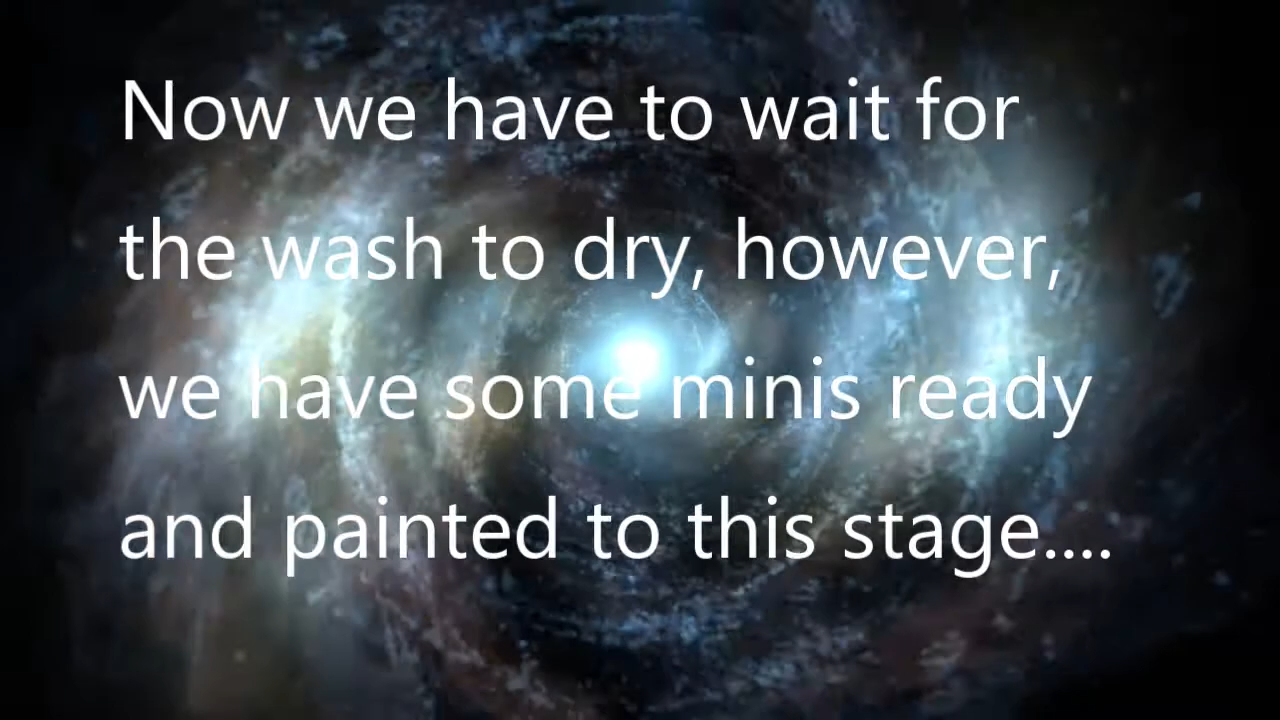 Now we have to wait for
the wash to dry, however,
we have some minis ready
and painted to this stage....